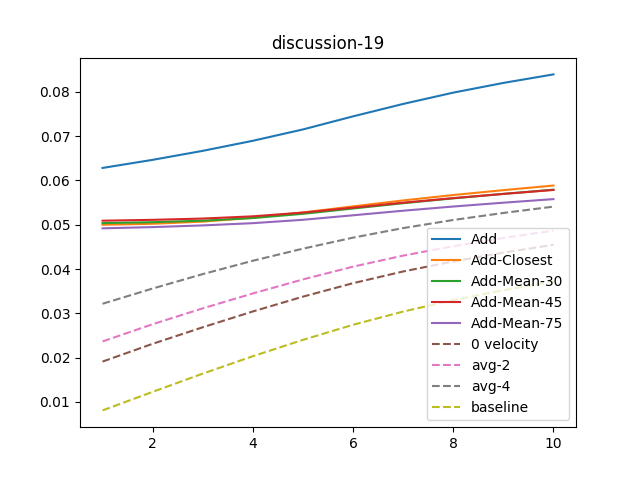 discussion-19
0.08
0.07
0.06
0.05
0.04
0.03
0.02
0.01
2
4
6
8
10
Add
Add-Closest
Add-Mean-30
Add-Mean-45
Add-Mean-75
0 velocity
avg-2
avg-4
baseline